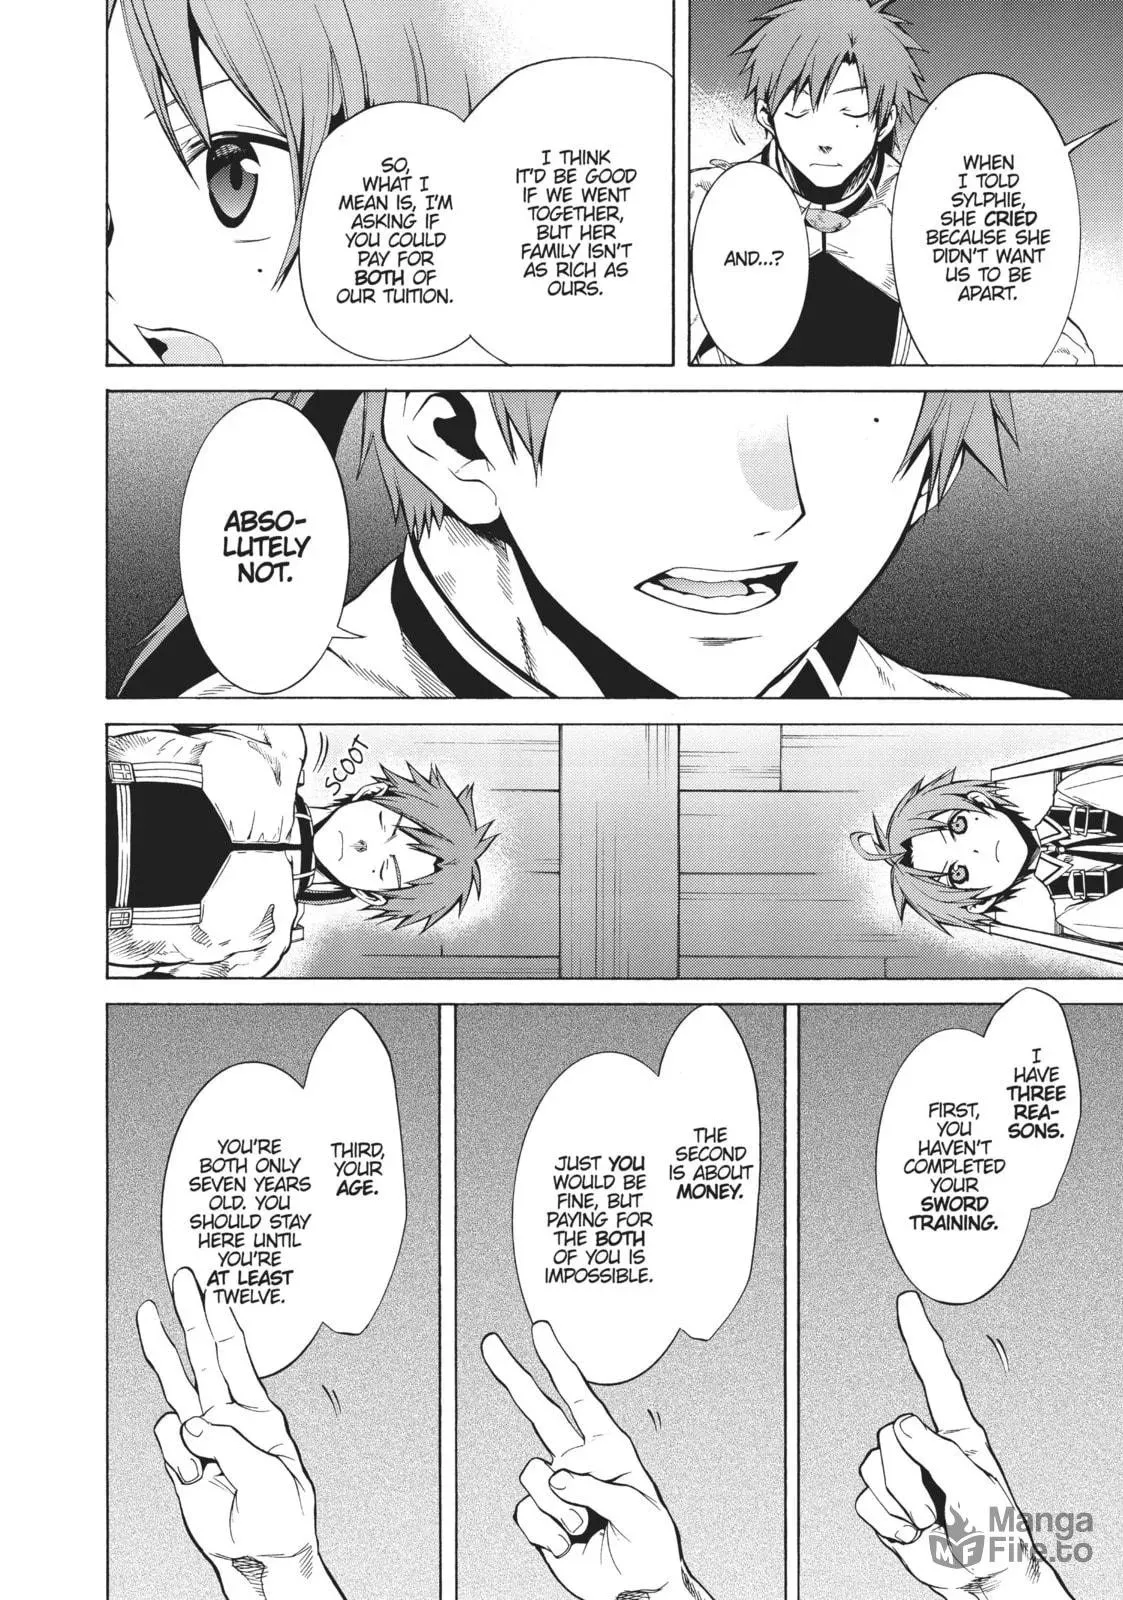 WHEN
I TOLD
SYLPHIE,
SHE CRIED
BECAUSE SHE
DIDN'T WANT
US TO BE
APART.
AND...?
I THINK
IT'D BE GOOD
IF WE WENT
TOGETHER,
BUT HER
FAMILY ISN'T
AS RICH AS
OURS.
SO,
WHAT I
MEAN IS, I'M
ASKING IF
YOU COULD
PAY FOR
BOTH OF
OUR TUITION.
ABSO-
LUTELY
NOT.
SCOOT
I
HAVE
THREE
REA-
SONS.
FIRST,
YOU
HAVEN'T
COMPLETED
YOUR
SWORD
TRAINING.
THE
SECOND
IS ABOUT
MONEY.
JUST YOU
WOULD BE
FINE, BUT
PAYING FOR
THE BOTH
OF YOU IS
IMPOSSIBLE.
THIRD,
YOUR
AGE.
YOU'RE
BOTH ONLY
SEVEN YEARS
OLD. YOU
SHOULD STAY
HERE UNTIL
YOU'RE
AT LEAST
TWELVE.
Manga
MF Fire.to